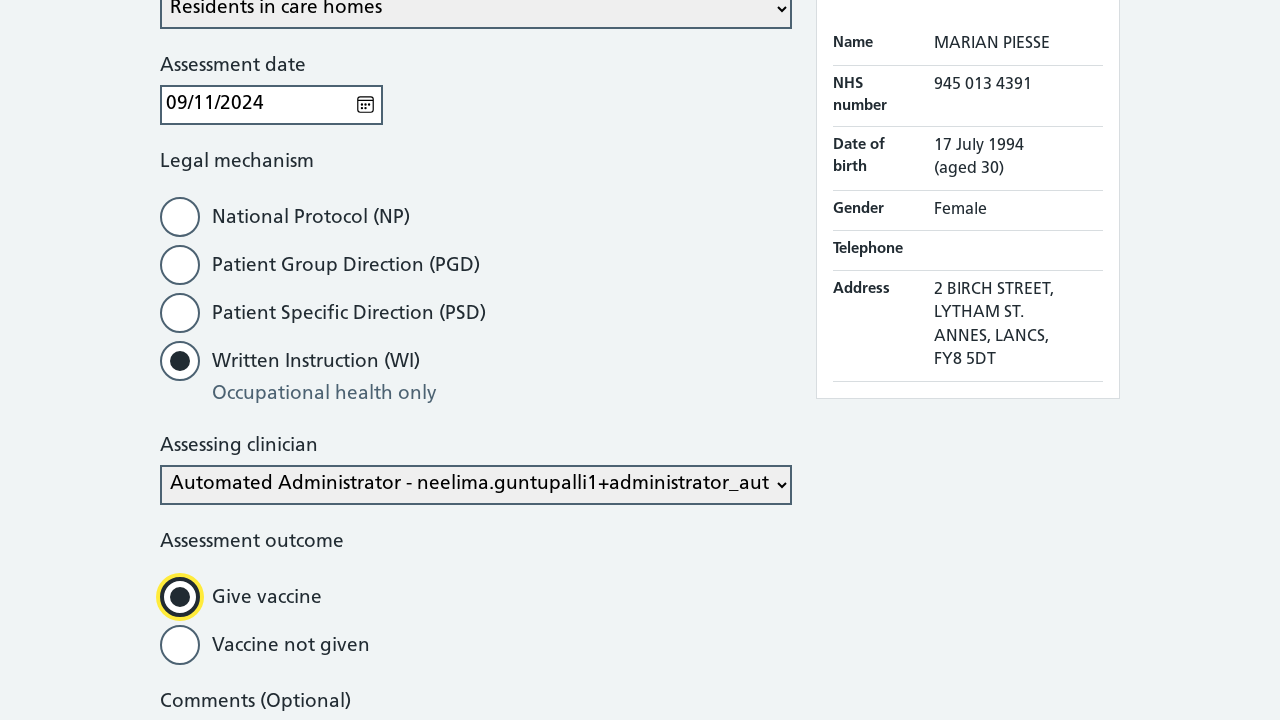 Residents in care homes
Assessment date
09/11/2024
Legal mechanism
National Protocol (NP)
Patient Group Direction (PGD)
Patient Specific Direction (PSD)
Written Instruction (WI)
Occupational health only
Assessing clinician
Automated Administrator - neelima.guntupalli1+administrator_aut
Assessment outcome
Give vaccine
Vaccine not given
Comments (Optional)
Name MARIAN PIESSE
NHS number 945 013 4391
Date of birth 17 July 1994
(aged 30)
Gender Female
Telephone
Address 2 BIRCH STREET,
LYTHAM ST.
ANNES, LANCS,
FY8 5DT